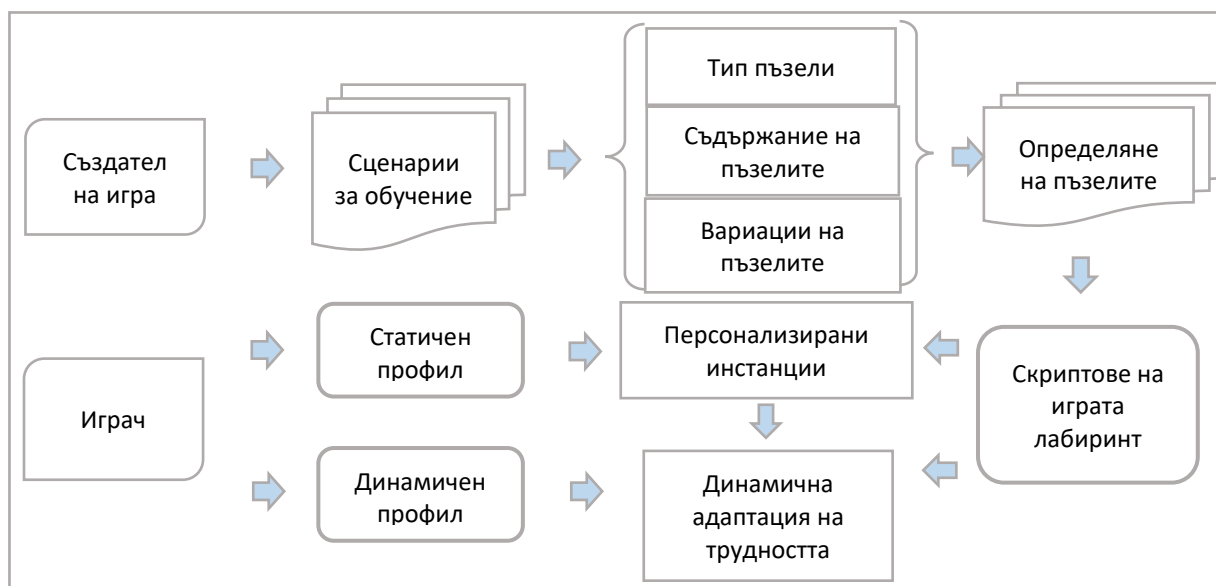 Създател
на игра
Сценарии
за обучение
Тип пъзели
Съдържание на
пъзелите
Вариации на
пъзелите
Определяне
на пъзелите
Играч
Статичен
профил
Персонализирани
инстанции
Скриптове на
играта
лабиринт
Динамичен
профил
Динамична
адаптация на
трудността